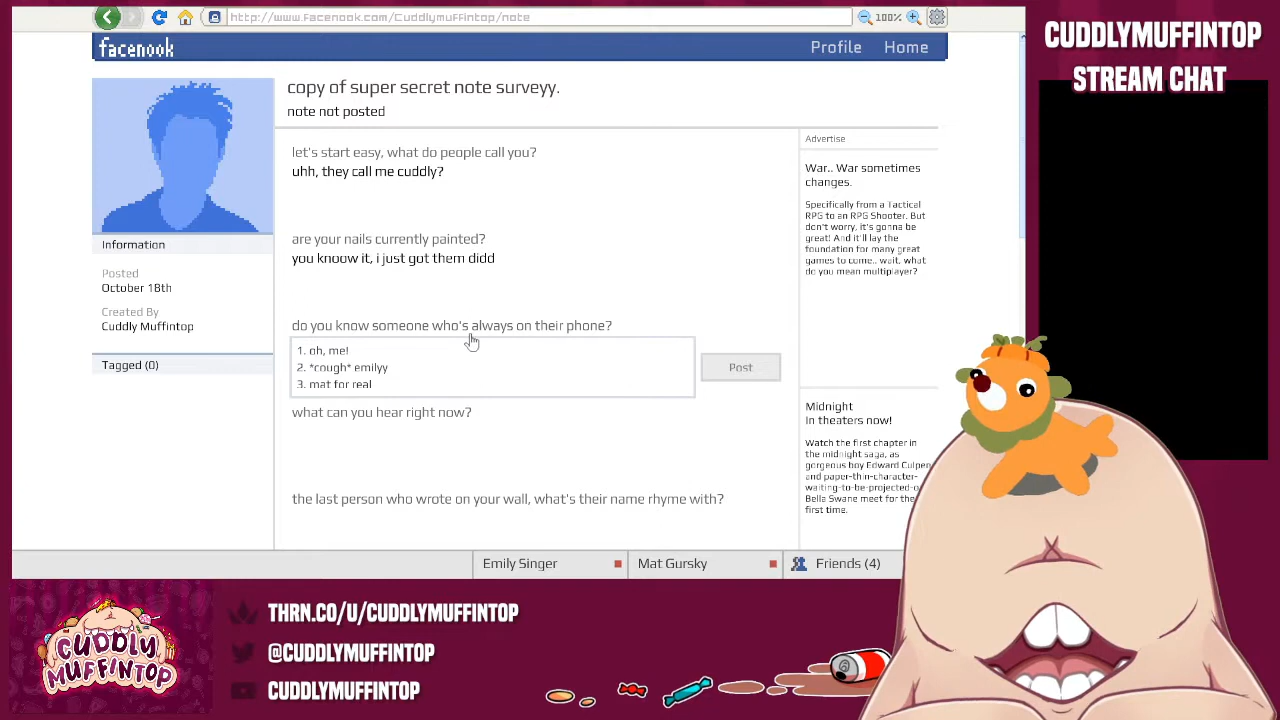 http://www.Facenook.com/Cuddlymuffintop/note
100%
facenook
Profile
Home
copy of super secret note surveyy.
note not posted
let's start easy, what do people call you?
uhh, they call me cuddly?
are your nails currently painted?
you knoow it, i just got them didd
do you know someone who's always on their phone?
1. oh, me!
2. *cough* emilyy
3. mat for real
Post
what can you hear right now?
the last person who wrote on your wall, what's their name rhyme with?
Information
Posted
October 18th
Created By
Cuddly Muffintop
Tagged (0)
Advertise
War.. War sometimes
changes.
Specifically from a Tactical
RPG to an RPG Shooter. But
don't worry, it's gonna be
great! And it'll lay the
foundation for many great
games to come.. wait, what
do you mean multiplayer?
Midnight
In theaters now!
Watch the first chapter in
the midnight saga, as
gorgeous boy Edward Culpen
and paper-thin-character-
waiting-to-be-projected-o
Bella Swane meet for the
first time.
Emily Singer
Mat Gursky
Friends (4)
CUDDLYMUFFINTOP
STREAM CHAT
CUDDLY
MUFFINTOP
THRN.CO/U/CUDDLYMUFFINTOP
@CUDDLYMUFFINTOP
CUDDLYMUFFINTOP